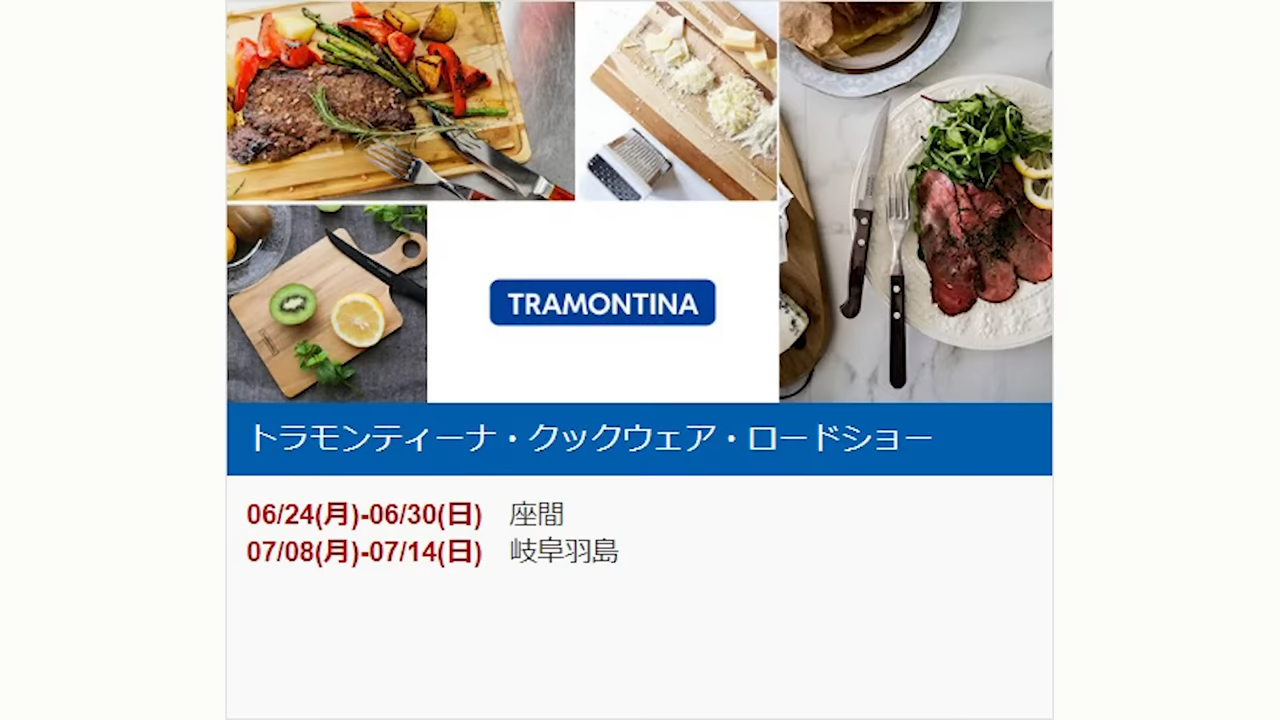 TRAMONTINA
トラモンティーナ・クックウェア・ロードショー
06/24(月)-06/30(日) 座間
07/08(月)-07/14(日) 岐阜羽島